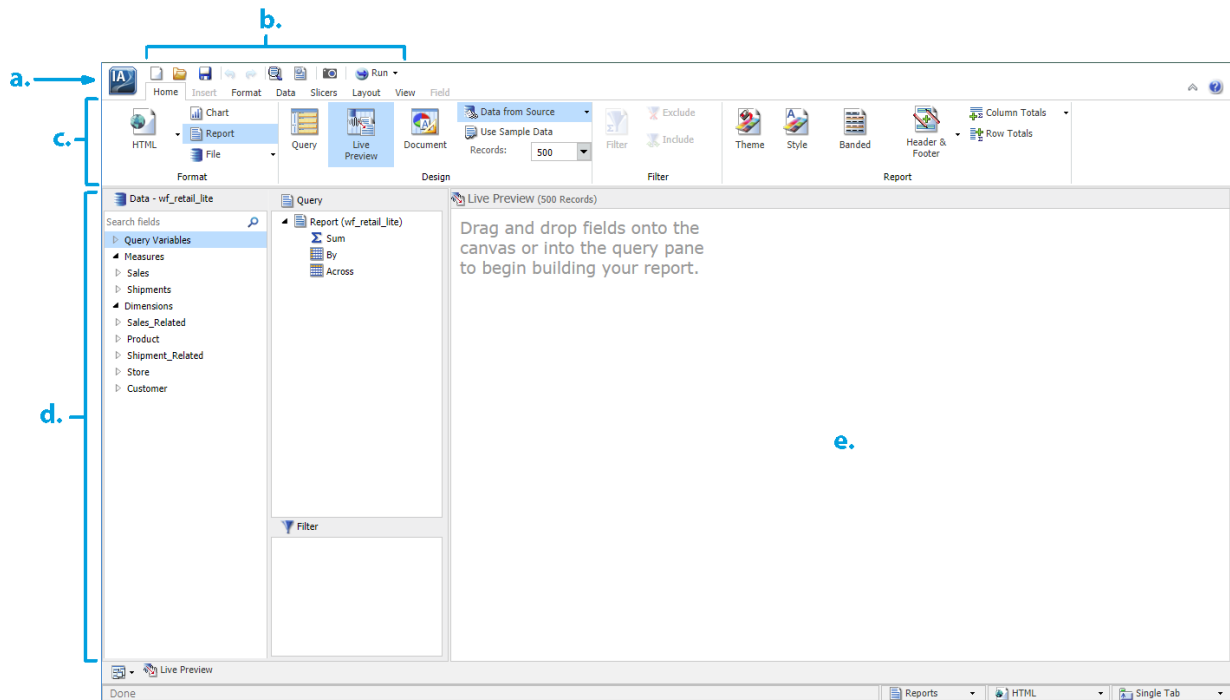 b.
a.
IA
Run
Home Insert Format Data Slicers Layout View Field
c.
HTML
Chart
Report
File
Format
Query
Live
Preview
Document
Data from Source
Use Sample Data
Records: 500
Design
Filter
Exclude
Include
Filter
Theme
Style
Banded
Header &
Footer
Column Totals
Row Totals
Report
d.
Data - wf_retail_lite
Search fields
Query Variables
Measures
Sales
Shipments
Dimensions
Sales_Related
Product
Shipment_Related
Store
Customer
Query
Report (wf_retail_lite)
Sum
By
Across
Filter
Live Preview (500 Records)
Drag and drop fields onto the
canvas or into the query pane
to begin building your report.
e.
Live Preview
Done
Reports
HTML
Single Tab